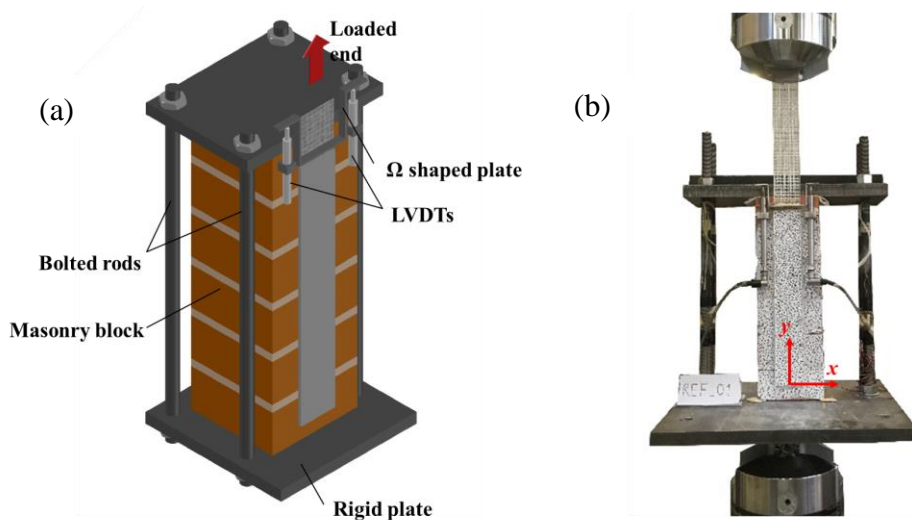 Loaded
end
(a)
(b)
Ω shaped plate
LVDTs
Bolted rods
Masonry block
y
x
REF_01
Rigid plate